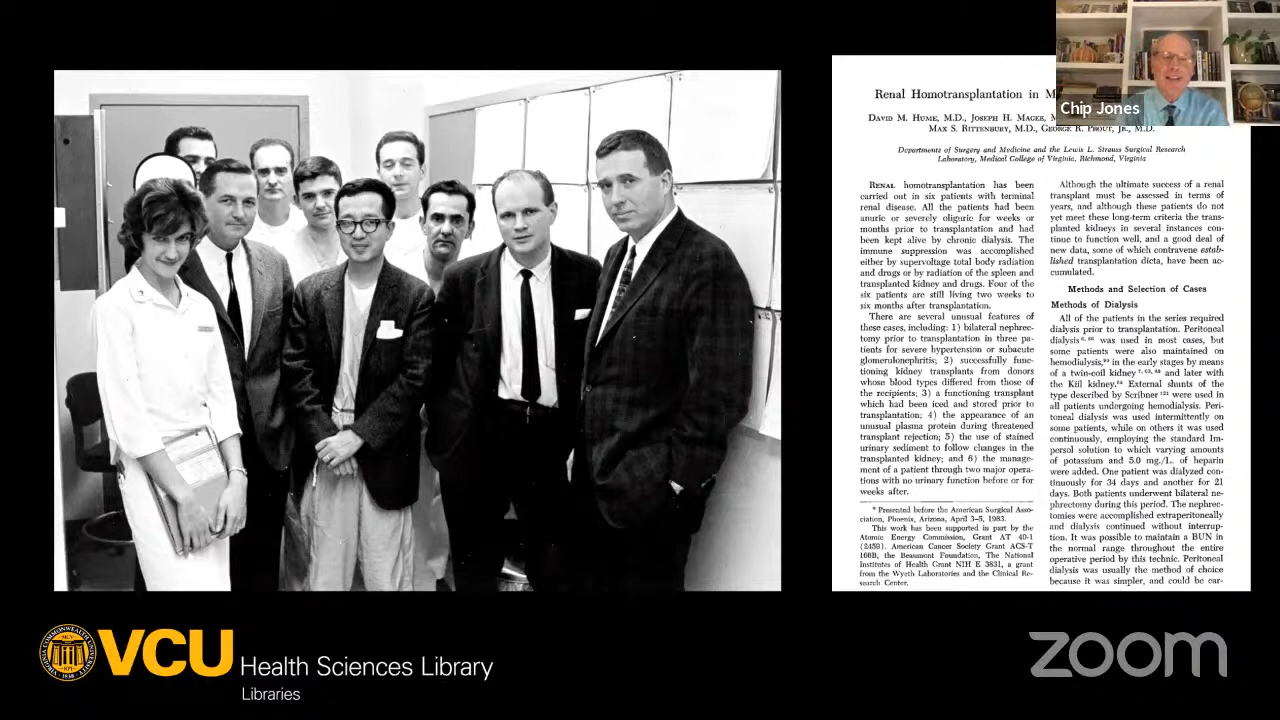 Chip Jones
Renal Homotransplantation in M
DAVID M. HUME, M.D., JOSEPH H. MAGEE, M
MAX S. RITTENBURY, M.D., GEORGE R. PROUT, JR., M.D.
Departments of Surgery and Medicine and the Lewis L. Strauss Surgical Research
Laboratory, Medical College of Virginia, Richmond, Virginia
RENAL homotransplantation has been
carried out in six patients with terminal
renal disease. All the patients had been
anuric or severely oliguric for weeks or
months prior to transplantation and had
been kept alive by chronic dialysis. The
immune suppression was accomplished
either by supervoltage total body radiation
and drugs or by radiation of the spleen and
transplanted kidney and drugs. Four of the
six patients are still living two weeks to
six months after transplantation.
There are several unusual features of
these cases, including: 1) bilateral nephrec-
tomy prior to transplantation in three pa-
tients for severe hypertension or subacute
glomerulonephritis; 2) successfully func-
tioning kidney transplants from donors
whose blood types differed from those of
the recipients; 3) a functioning transplant
which had been iced and stored prior to
transplantation; 4) the appearance of an
unusual plasma protein during threatened
transplant rejection; 5) the use of stained
urinary sediment to follow changes in the
transplanted kidney; and 6) the manage-
ment of a patient through two major opera-
tions with no urinary function before or for
weeks after.
* Presented before the American Surgical Asso-
ciation, Phoenix, Arizona, April 3-5, 1963.
This work has been supported in part by the
Atomic Energy Commission, Grant AT 40-1
(2459), American Cancer Society Grant ACS-T
166B, the Beaumont Foundation, The National
Institutes of Health Grant NIH E 3831, a grant
from the Wyeth Laboratories and the Clinical Re-
search Center.
Although the ultimate success of a renal
transplant must be assessed in terms of
years, and although these patients do not
yet meet these long-term criteria the trans-
planted kidneys in several instances con-
tinue to function well, and a good deal of
new data, some of which contravene estab-
lished transplantation dicta, have been ac-
cumulated.
Methods and Selection of Cases
Methods of Dialysis
All of the patients in the series required
dialysis prior to transplantation. Peritoneal
dialysis was used in most cases, but
some patients were also maintained on
hemodialysis, in the early stages by means
of a twin-coil kidney and later with
the Kiil kidney. External shunts of the
type described by Scribner were used in
all patients undergoing hemodialysis. Peri-
toneal dialysis was used intermittently on
some patients, while on others it was used
continuously, employing the standard Im-
persol solution to which varying amounts
of potassium and 5.0 mg./L. of heparin
were added. One patient was dialyzed con-
tinuously for 34 days and another for 21
days. Both patients underwent bilateral ne-
phrectomy during this period. The nephrec-
tomies were accomplished extraperitoneally
and dialysis continued without interrup-
tion. It was possible to maintain a BUN in
the normal range throughout the entire
operative period by this technic. Peritoneal
dialysis was usually the method of choice
because it was simpler, and could be car-
VCU Health Sciences Library
Libraries
zoom